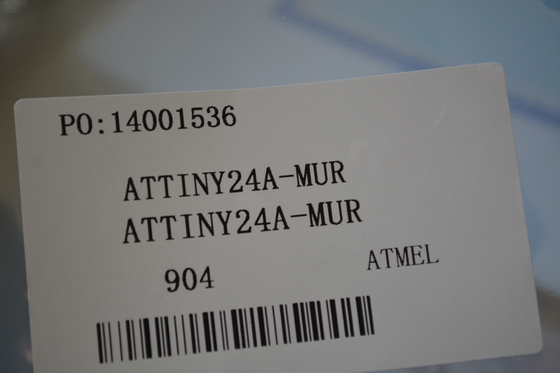 PO:14001536
ATTINY24A-MUR
ATTINY24A-MUR
904
ATMEL